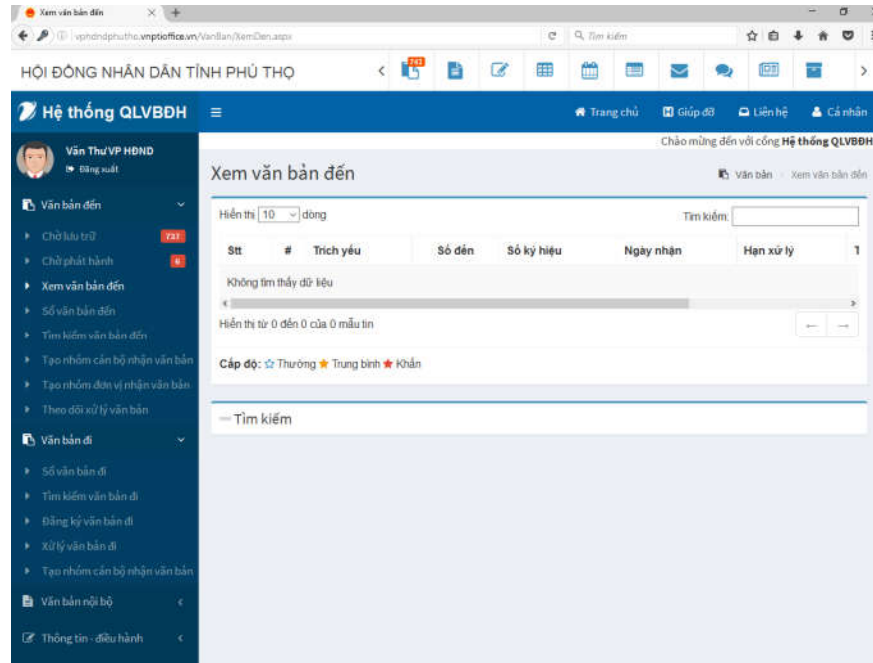 Xem văn bản đến
vphdndphutho.vnptioffice.vn/VanBan/XemDen.aspx
Tìm kiếm
HỘI ĐỒNG NHÂN DÂN TỈNH PHÚ THỌ
743
Hệ thống QLVBĐH
Trang chủ Giúp đỡ Liên hệ Cá nhân
Chào mừng đến với cổng Hệ thống QLVBĐH
Văn Thư VP HĐND
Đăng xuất
Xem văn bản đến
Văn bản Xem văn bản đến
Văn bản đến
Chờ lưu trữ 737
Chờ phát hành 6
Xem văn bản đến
Sổ văn bản đến
Tìm kiếm văn bản đến
Tạo nhóm cán bộ nhận văn bản
Tạo nhóm đơn vị nhận văn bản
Theo dõi xử lý văn bản
Văn bản đi
Sổ văn bản đi
Tìm kiếm văn bản đi
Đăng ký văn bản đi
Xử lý văn bản đi
Tạo nhóm cán bộ nhận văn bản
Văn bản nội bộ
Thông tin - điều hành
Hiển thị 10 dòng
Tìm kiếm:
Stt # Trích yếu Số đến Số ký hiệu Ngày nhận Hạn xử lý T
Không tìm thấy dữ liệu
Hiển thị từ 0 đến 0 của 0 mẫu tin
Cấp độ: Thường Trung bình Khẩn
Tìm kiếm